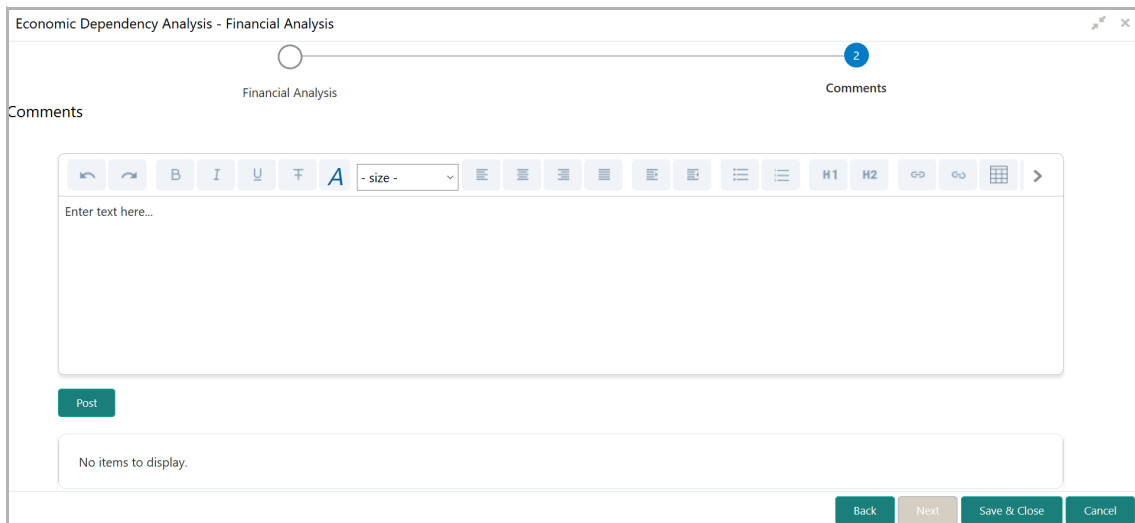 Economic Dependency Analysis - Financial Analysis
2
Financial Analysis
Comments
Comments
B I U T A - size - H1 H2
Enter text here...
Post
No items to display.
Back Next Save & Close Cancel